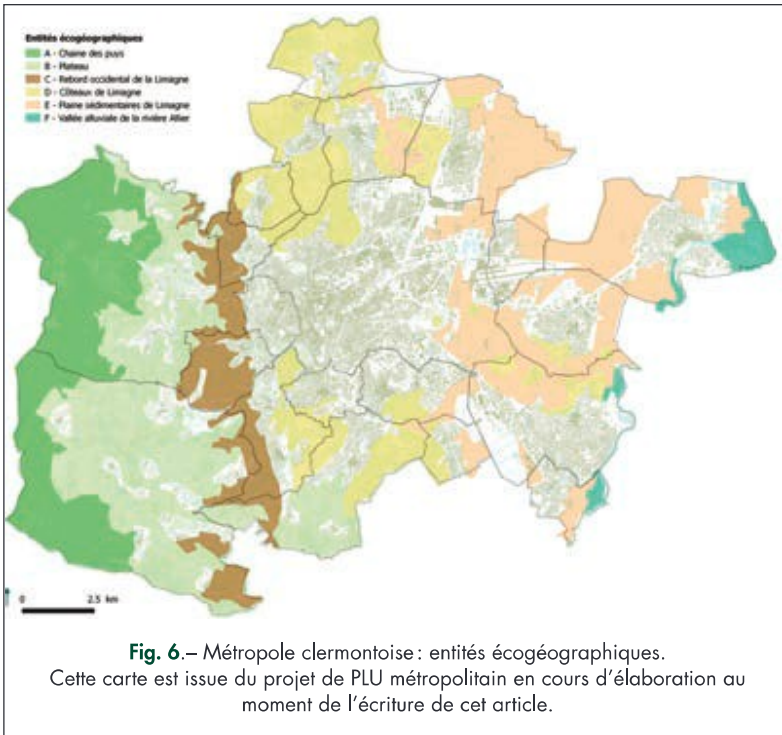 Entités écogéographiques
A - Chaine des puys
B - Plateau
C - Rebord occidental de la Limagne
D - Côteaux de Limagne
E - Plaine sédimentaires de Limagne
F - Vallée alluviale de la rivière Allier
0 2.5 km
Fig. 6.– Métropole clermontoise : entités écogéographiques.
Cette carte est issue du projet de PLU métropolitain en cours d'élaboration au
moment de l'écriture de cet article.